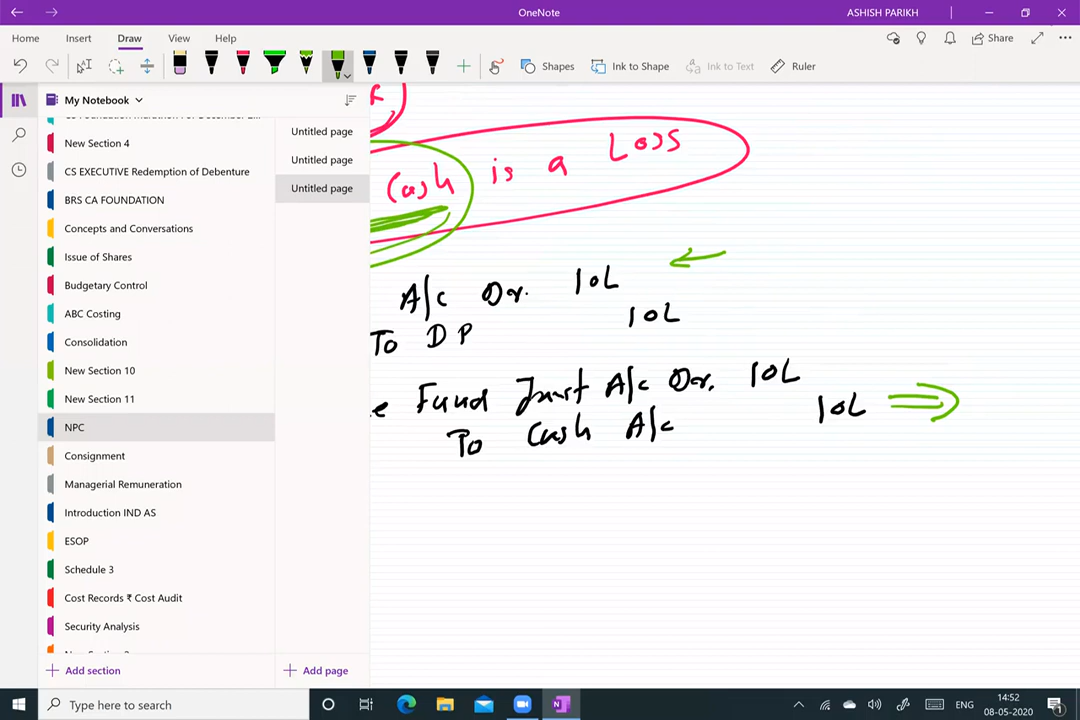 OneNote
ASHISH PARIKH
Home Insert Draw View Help
Share
Shapes Ink to Shape Ink to Text Ruler
My Notebook
New Section 4
CS EXECUTIVE Redemption of Debenture
BRS CA FOUNDATION
Concepts and Conversations
Issue of Shares
Budgetary Control
ABC Costing
Consolidation
New Section 10
New Section 11
NPC
Consignment
Managerial Remuneration
Introduction IND AS
ESOP
Schedule 3
Cost Records ₹ Cost Audit
Security Analysis
Add section
Untitled page
Untitled page
Untitled page
Add page
Cash is a Loss
A/c Dr. 10L
To DP 10L
e Fund Inust A/c Dr. 10L
To Cash A/c 10L
Type here to search
ENG
14:52
08-05-2020
1